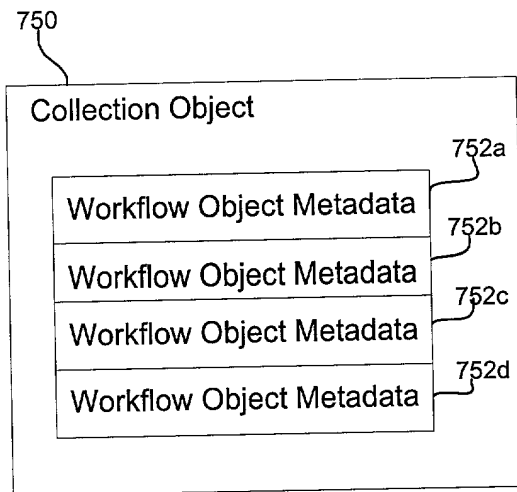 750
Collection Object
752a
Workflow Object Metadata
752b
Workflow Object Metadata
752c
Workflow Object Metadata
752d
Workflow Object Metadata